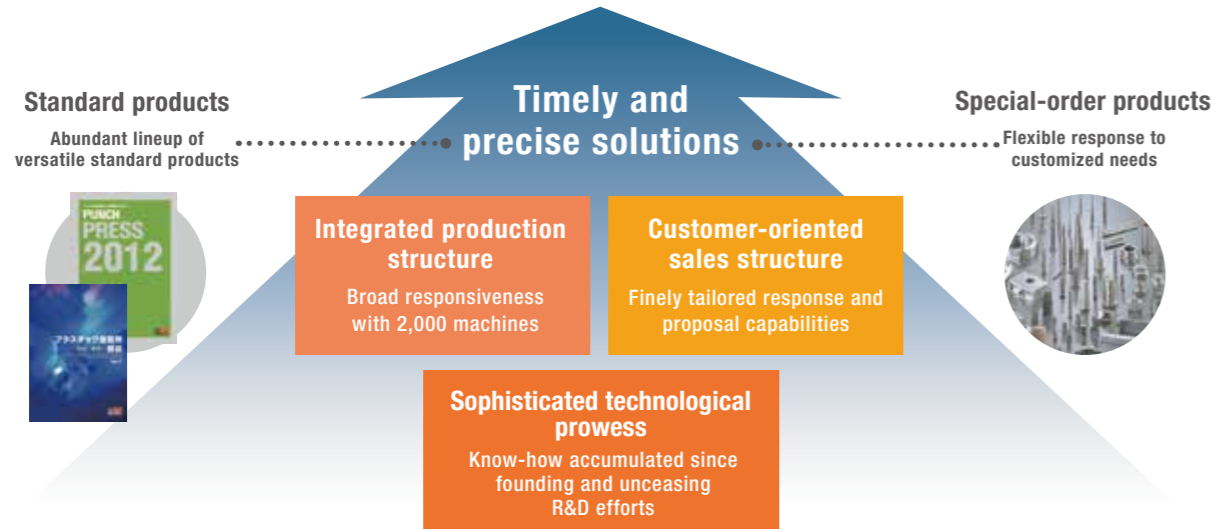 Timely and
precise solutions
Standard products
Abundant lineup of
versatile standard products
PUNCH
PRESS
2012
Special-order products
Flexible response to
customized needs
Integrated production
structure
Broad responsiveness
with 2,000 machines
Customer-oriented
sales structure
Finely tailored response and
proposal capabilities
Sophisticated technological
prowess
Know-how accumulated since
founding and unceasing
R&D efforts